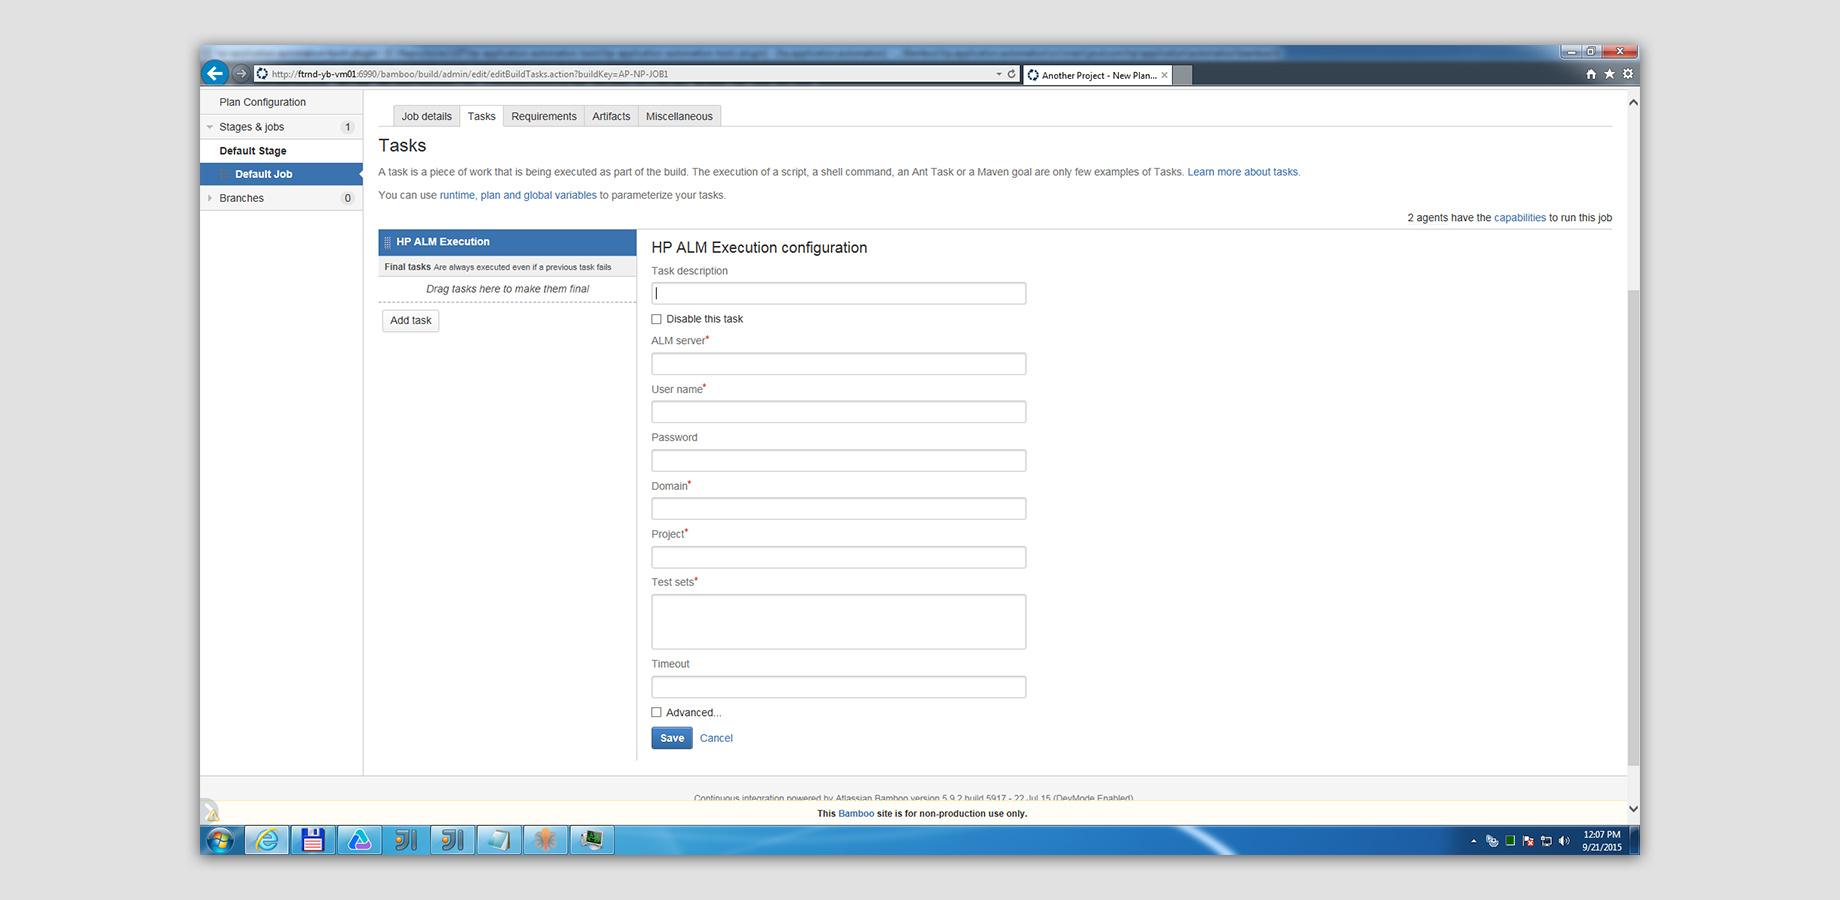 http://ftrnd-yb-vm01:6990/bamboo/build/admin/edit/editBuildTasks.action?buildKey=AP-NP-JOB1
Another Project - New Plan...
Plan Configuration
Stages & jobs 1
Default Stage
Default Job
Branches 0
Job details Tasks Requirements Artifacts Miscellaneous
Tasks
A task is a piece of work that is being executed as part of the build. The execution of a script, a shell command, an Ant Task or a Maven goal are only few examples of Tasks. Learn more about tasks.
You can use runtime, plan and global variables to parameterize your tasks.
2 agents have the capabilities to run this job
HP ALM Execution
Final tasks Are always executed even if a previous task fails
Drag tasks here to make them final
Add task
HP ALM Execution configuration
Task description
Disable this task
ALM server*
User name*
Password
Domain*
Project*
Test sets*
Timeout
Advanced...
Save Cancel
Continuous integration powered by Atlassian Bamboo version 5.9.2 build 5917 - 22 Jul 15 (DevMode Enabled)
This Bamboo site is for non-production use only.
12:07 PM
9/21/2015